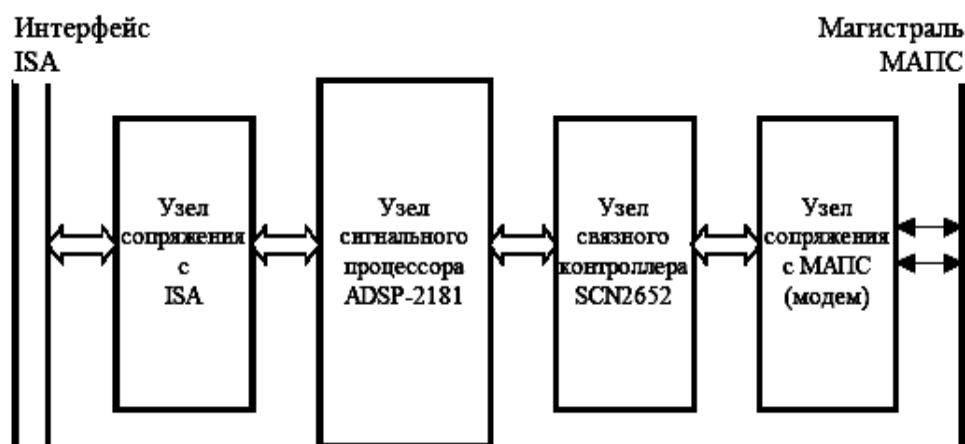 Интерфейс
ISA
Магистраль
МАПС
Узел
сопряжения
с
ISA
Узел
сигнального
процессора
ADSP-2181
Узел
связного
контроллера
SCN2652
Узел
сопряжения
с МАПС
(модем)